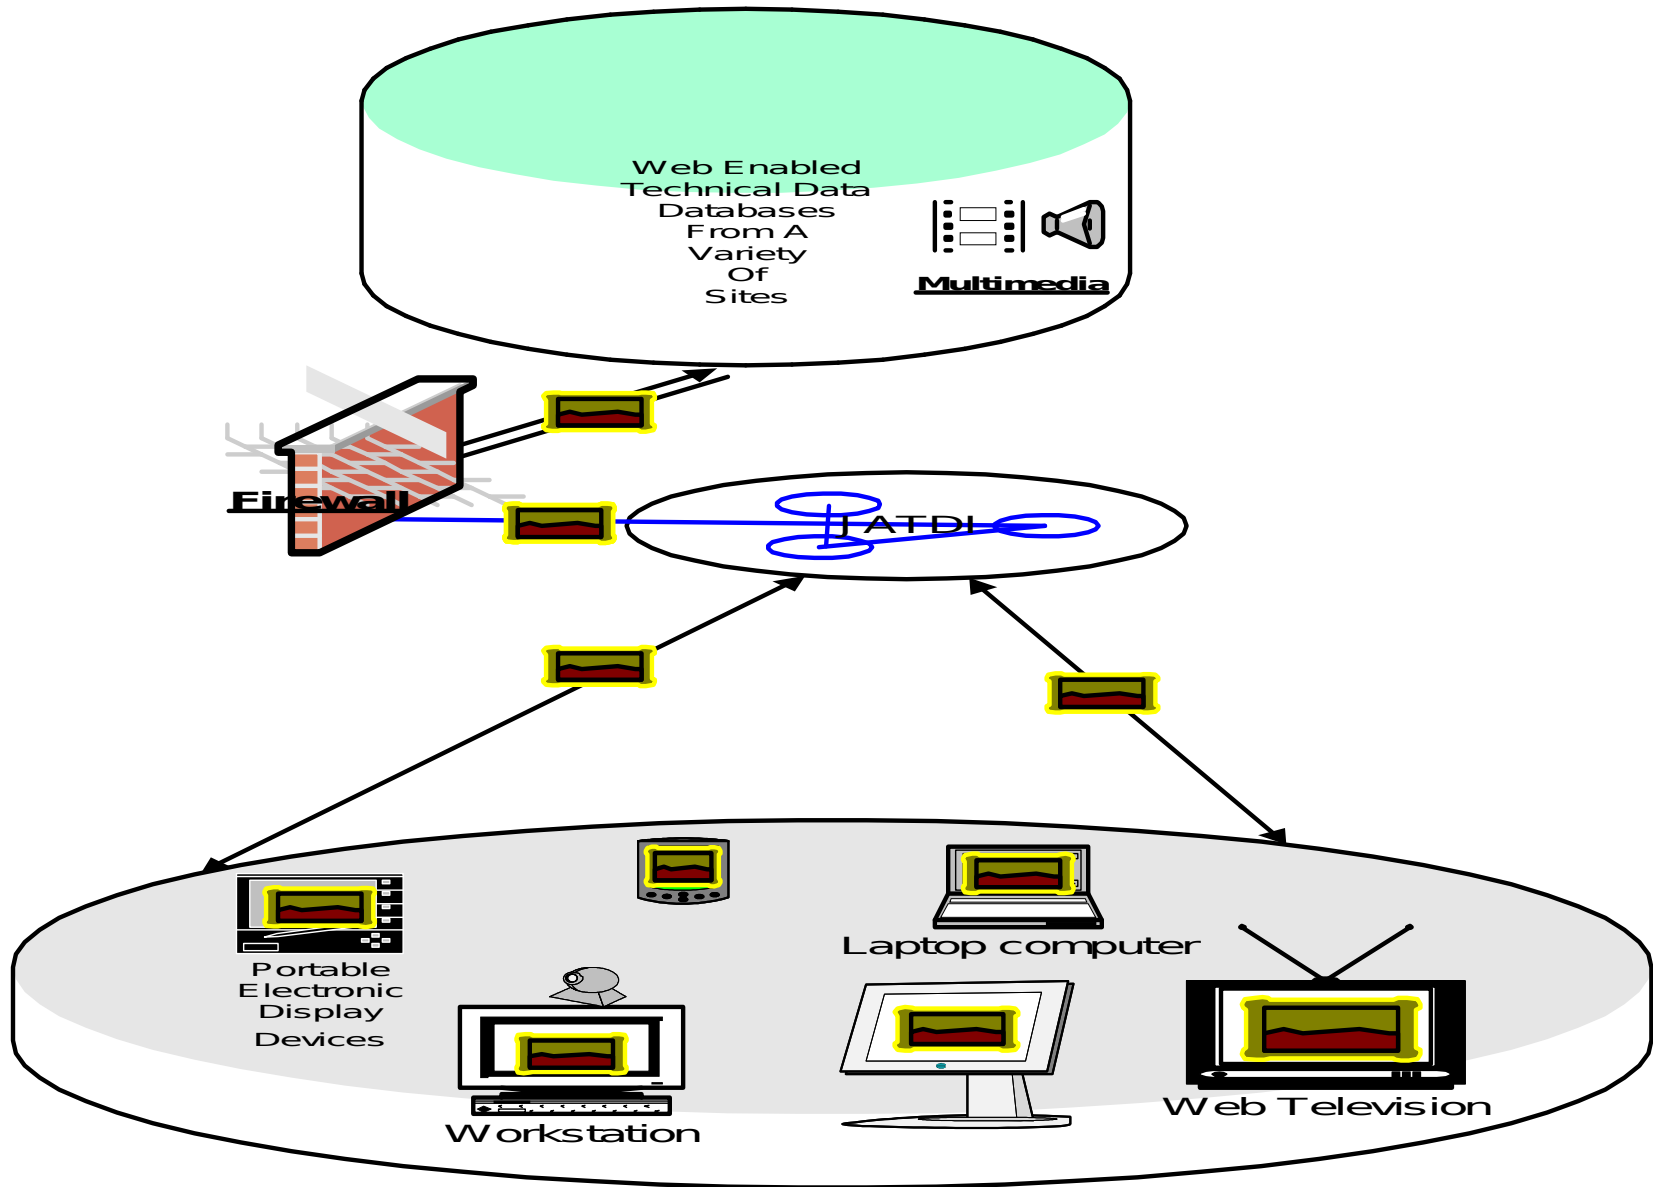 Web Enabled
Technical Data
Databases
From A
Variety
Of
Sites
Multimedia
Firewall
JATDI
Laptop computer
Portable
Electronic
Display
Devices
Web Television
Workstation